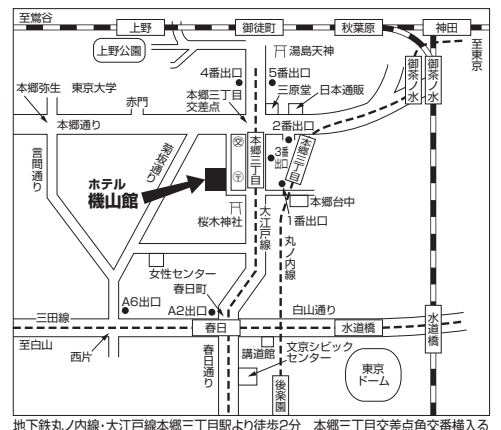 至鶯谷
上野
御徒町
秋葉原
神田
至東京
上野公園
湯島天神
御茶ノ水
御茶ノ水
4番出口
5番出口
三原堂
日本通販
本郷弥生
東京大学
赤門
本郷三丁目
交差点
2番出口
本郷通り
言問通り
菊坂通り
文
〒
本郷三丁目
3番
出口
本郷三丁目
ホテル
機山館
本郷台中
1番出口
桜木神社
大江戸線
丸ノ内線
女性センター
春日町
A6出口
A2出口
白山通り
三田線
春日
水道橋
水道橋
至白山
西片
春日通り
講道館
文京シビック
センター
後楽園
東京
ドーム
地下鉄丸ノ内線・大江戸線本郷三丁目駅より徒歩2分 本郷三丁目交差点角交番横入る